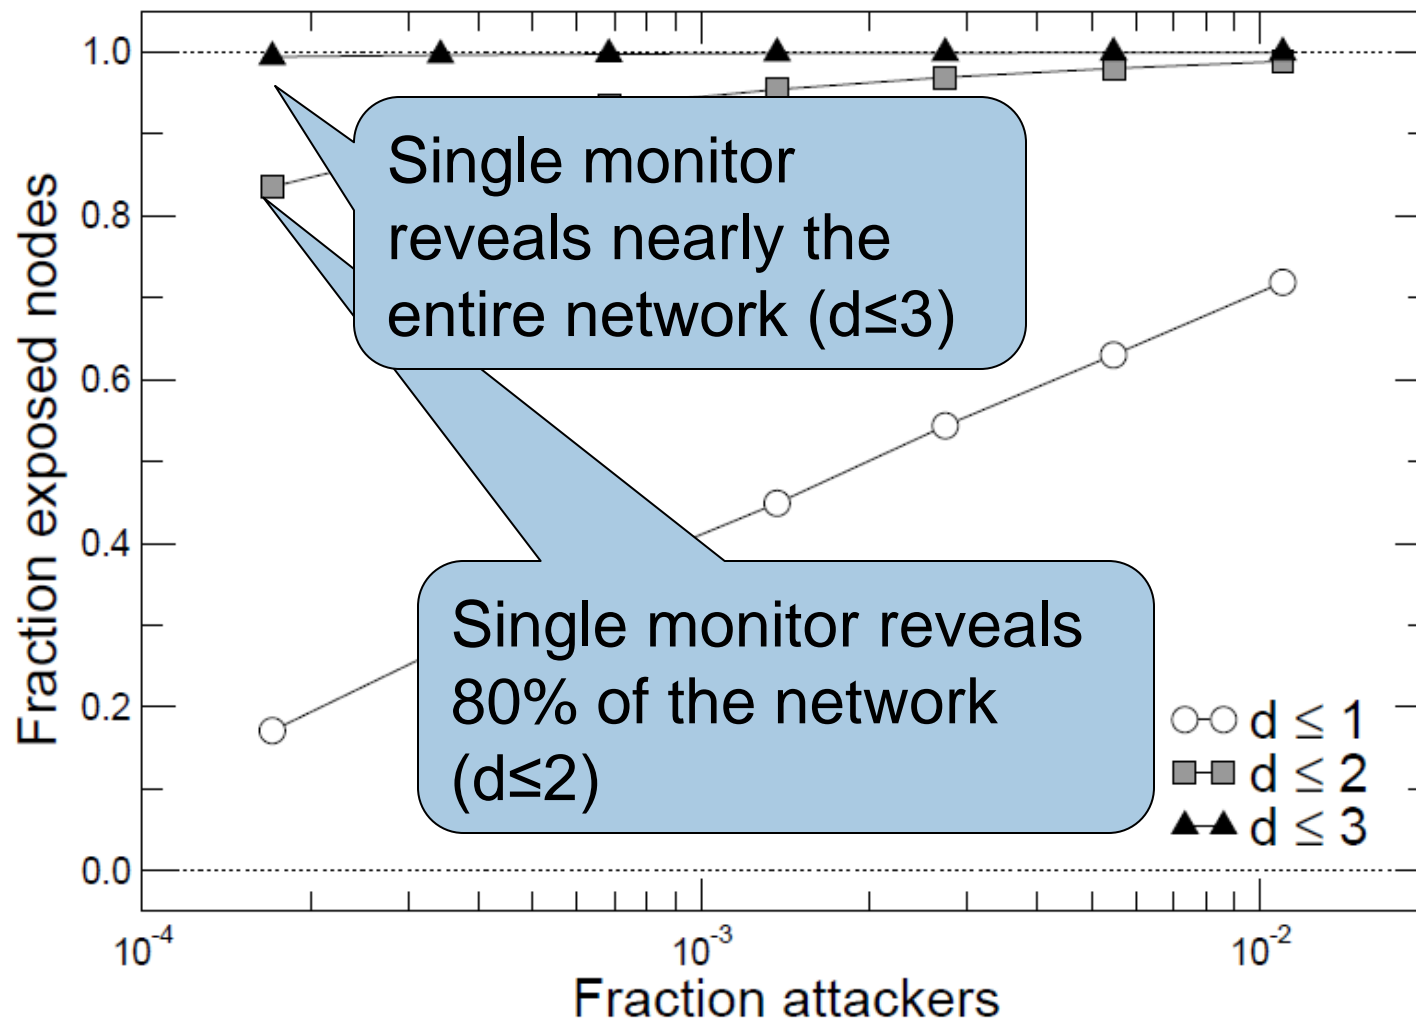 1.0
0.8
0.6
0.4
0.2
0.0
Fraction exposed nodes
Single monitor
reveals nearly the
entire network (d≤3)
Single monitor reveals
80% of the network
(d≤2)
d ≤ 1
d ≤ 2
d ≤ 3
10⁻⁴
10⁻³
10⁻²
Fraction attackers